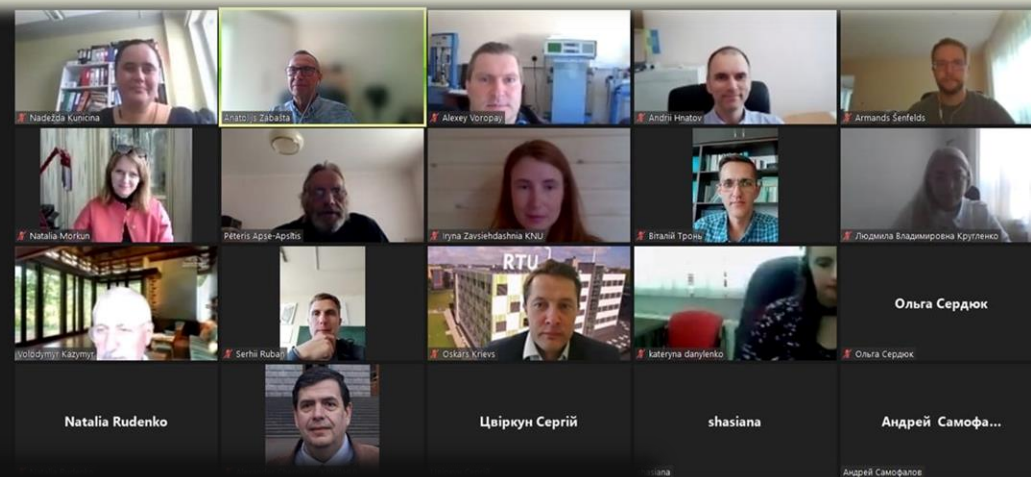 Nadežda Kunicina
Anatolijs Zabašta
Alexey Voropay
Andrii Hnatov
Armands Šenfelds
Natalia Morkun
Pēteris Apse-Apsītis
Iryna Zavsiehdashnia KNU
Віталій Тронь
Людмила Владимировна Кругленко
RTU
Volodymyr Kazymyr
Serhii Ruban
Oskars Krievs
kateryna danylenko
Ольга Сердюк
Ольга Сердюк
Natalia Rudenko
Цвіркун Сергій
shasiana
Андрей Самофа...
siana
Андрей Самофалов